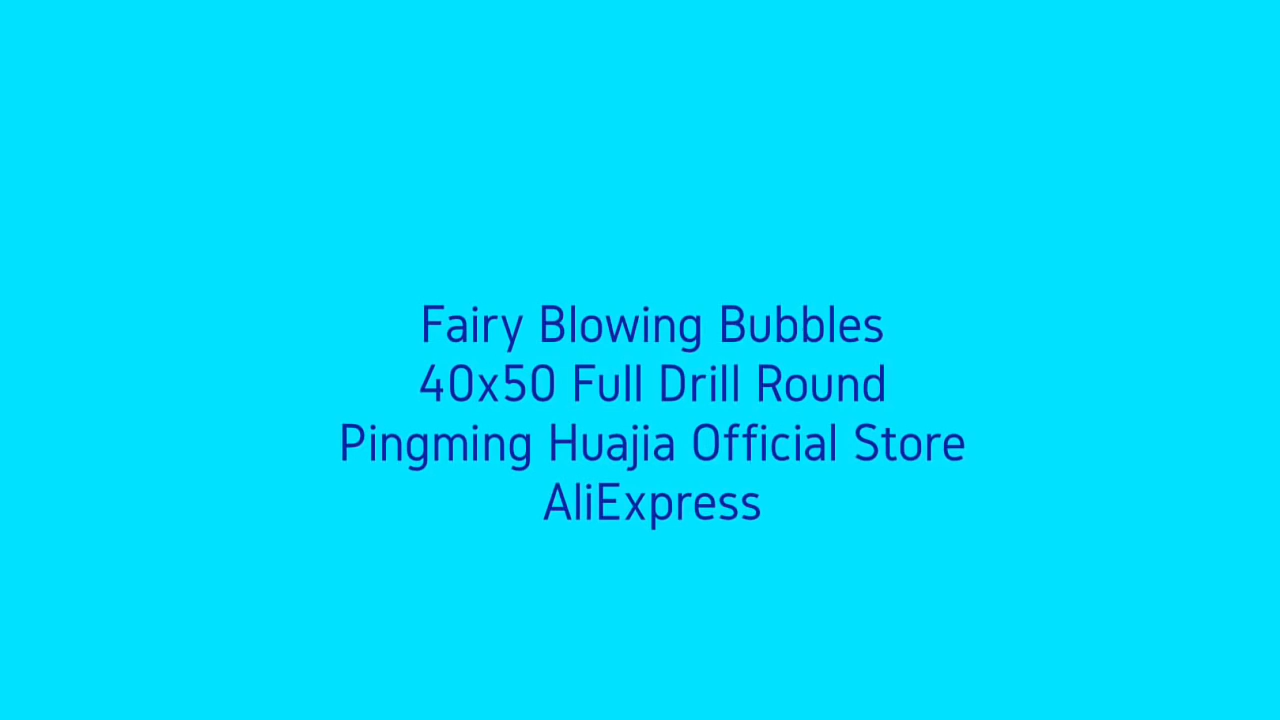 Fairy Blowing Bubbles
40x50 Full Drill Round
Pingming Huajia Official Store
AliExpress